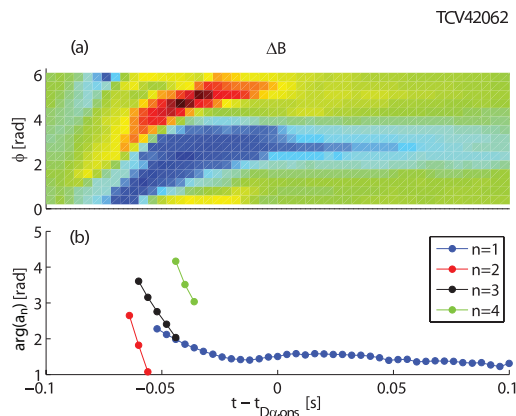 TCV42062
(a)
ΔB
6
4
2
0
ϕ [rad]
(b)
5
4
3
2
1
arg(aₙ) [rad]
n=1
n=2
n=3
n=4
−0.1
−0.05
0
0.05
0.1
t − t_Dα,ons [s]